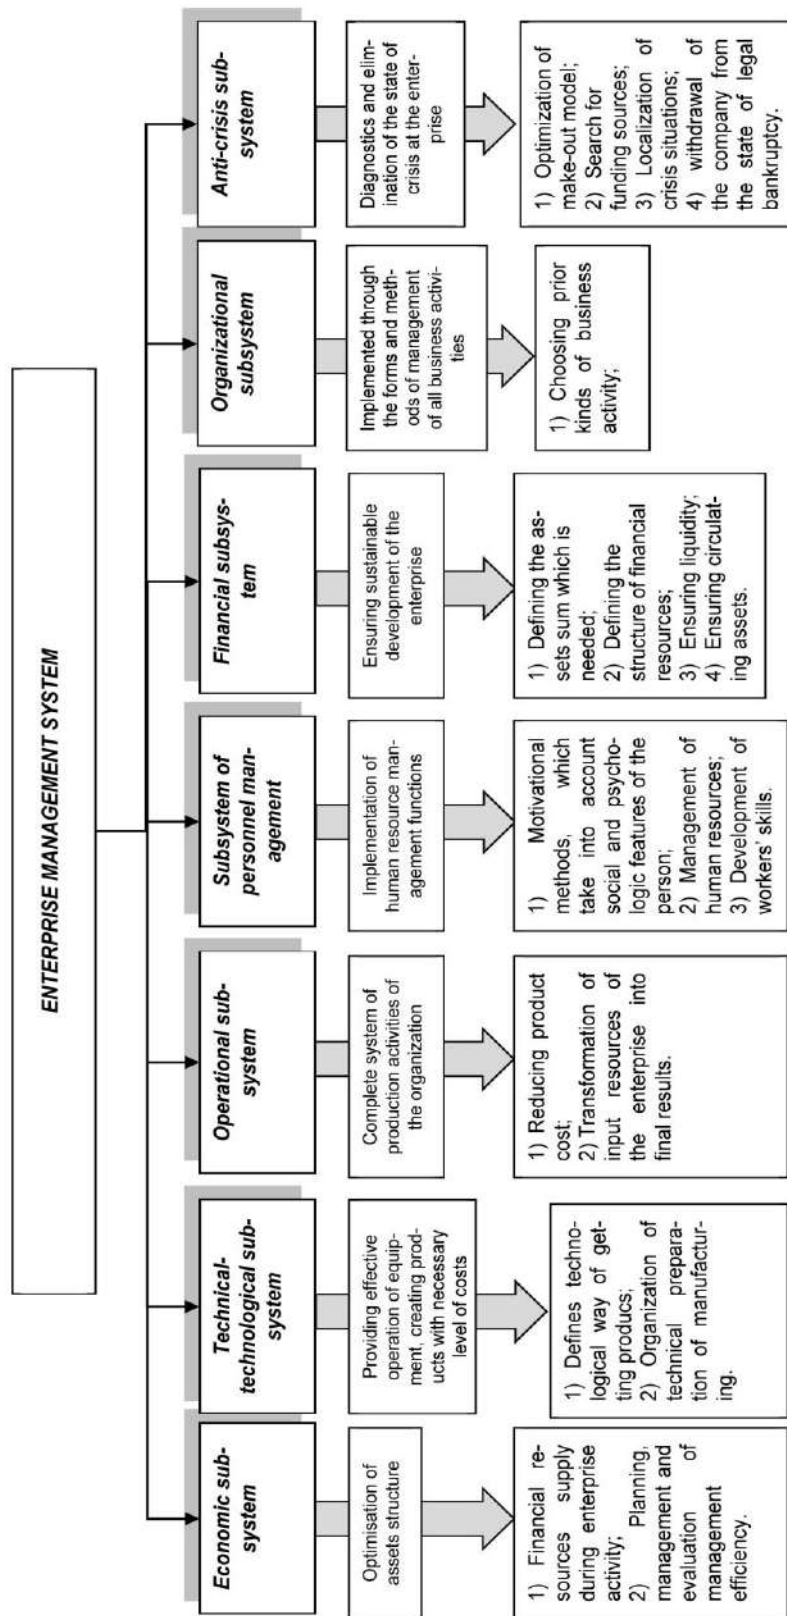 ENTERPRISE MANAGEMENT SYSTEM
Economic sub-
system
Optimisation of
assets structure
1) Financial re-
sources supply
during enterprise
activity;
2) Planning,
management and
evaluation of
management
efficiency.
Technical-
technological sub-
system
Providing effective
operation of equip-
ment, creating prod-
ucts with necessary
level of costs
1) Defines techno-
logical way of get-
ting producs;
2) Organization of
technical prepara-
tion of manufactur-
ing.
Operational sub-
system
Complete system of
production activities of
the organization
1) Reducing product
cost;
2) Transformation of
input resources of
the enterprise into
final results.
Subsystem of
personnel man-
agement
Implementation of
human resource man-
agement functions
1) Motivational
methods, which
take into account
social and psycho-
logic features of the
person;
2) Management of
human resources;
3) Development of
workers' skills.
Financial subsys-
tem
Ensuring sustainable
development of the
enterprise
1) Defining the as-
sets sum which is
needed;
2) Defining the
structure of financial
resources;
3) Ensuring liquidity;
4) Ensuring circulat-
ing assets.
Organizational
subsystem
Implemented through
the forms and meth-
ods of management
of all business activi-
ties
1) Choosing prior
kinds of business
activity;
Anti-crisis sub-
system
Diagnostics and elim-
ination of the state of
crisis at the enter-
prise
1) Optimization of
make-out model;
2) Search for
funding sources;
3) Localization of
crisis situations;
4) withdrawal of
the company from
the state of legal
bankruptcy.